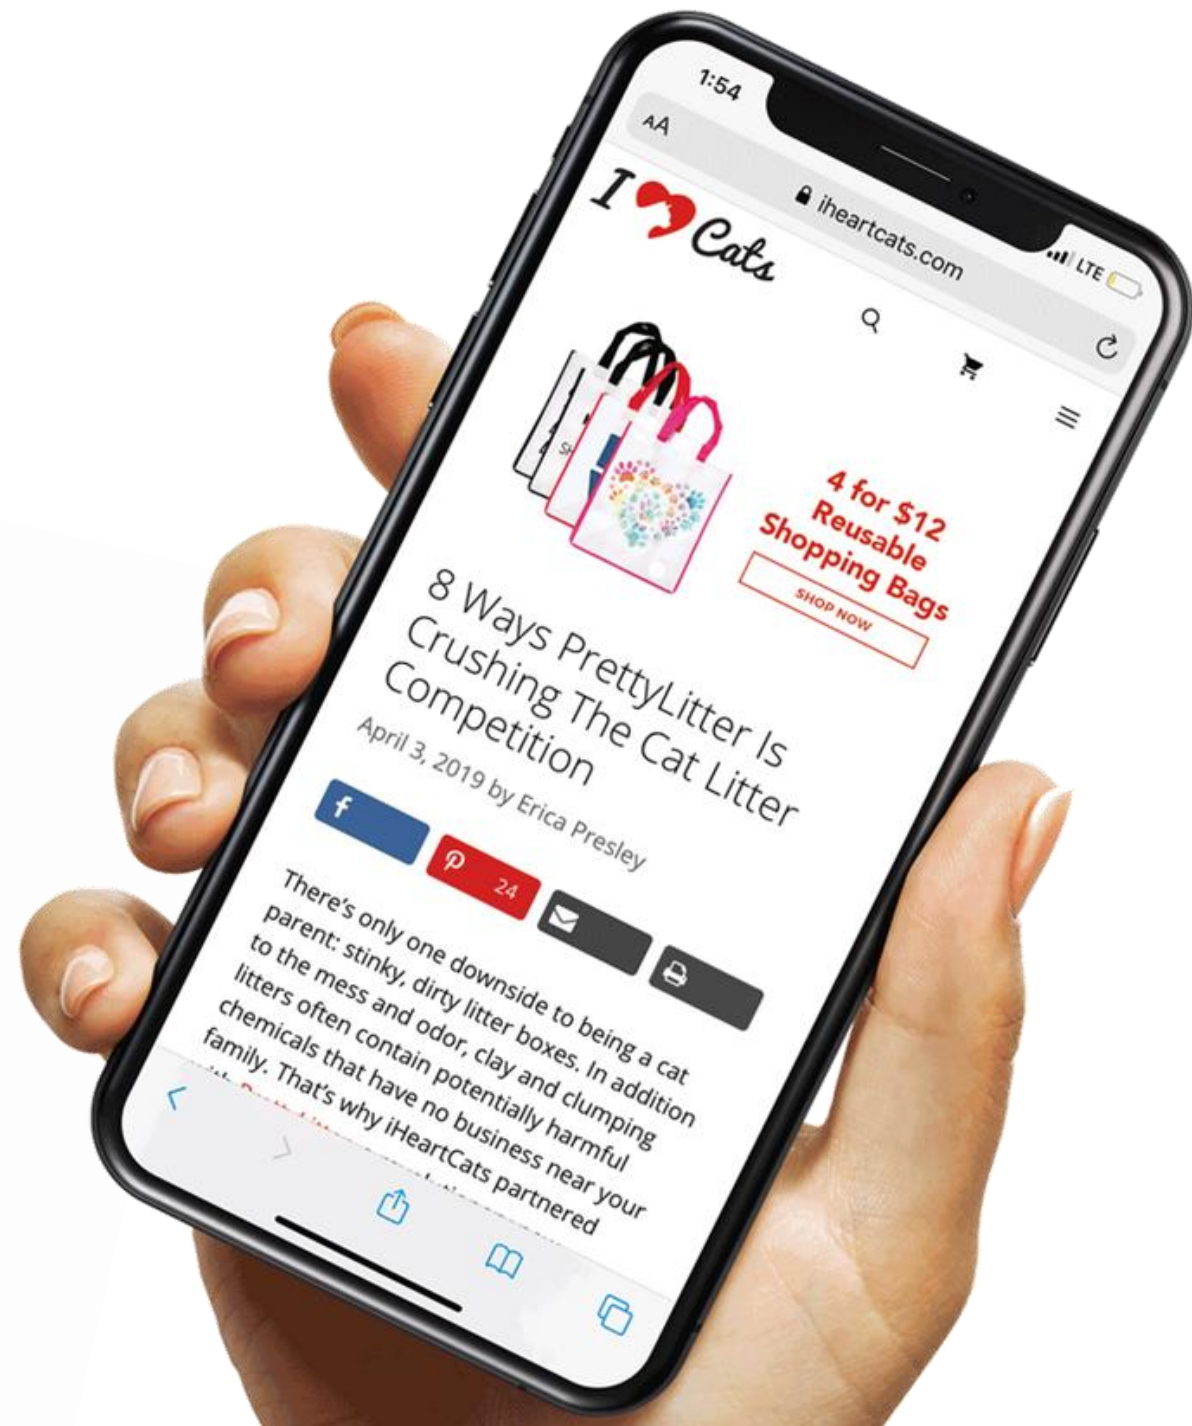 1:54
LTE
AA
iheartcats.com
I Cats
4 for $12
Reusable
Shopping Bags
SHOP NOW
8 Ways PrettyLitter Is
Crushing The Cat Litter
Competition
April 3, 2019 by Erica Presley
f
24
There's only one downside to being a cat
parent: stinky, dirty litter boxes. In addition
to the mess and odor, clay and clumping
litters often contain potentially harmful
chemicals that have no business near your
family. That's why iHeartCats partnered